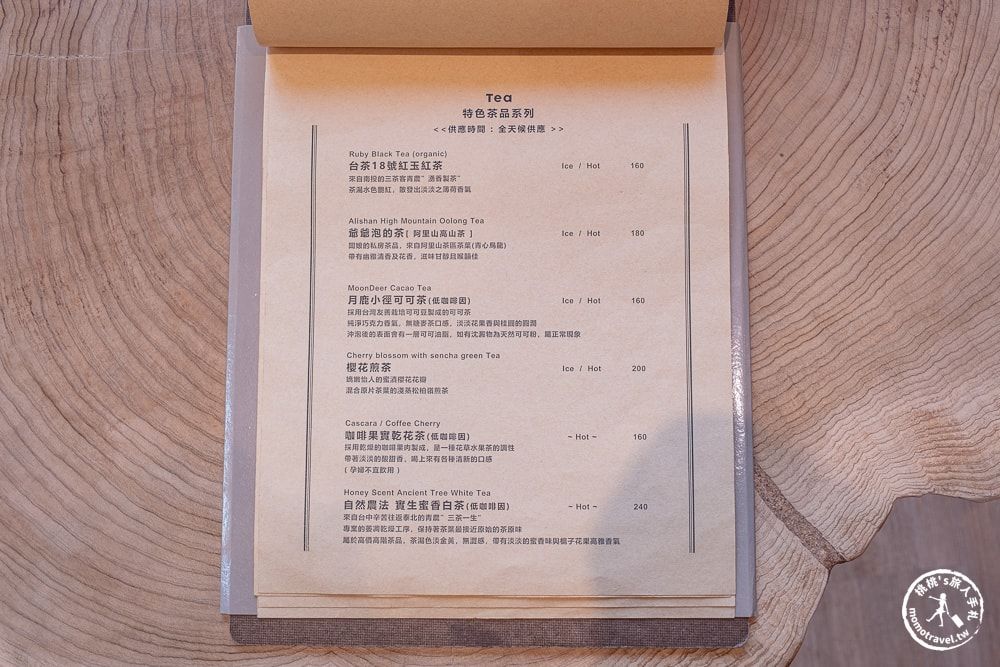 Tea
特色茶品系列
<<供應時間 : 全天候供應 >>
Ruby Black Tea (organic)
台茶18號紅玉紅茶 Ice / Hot 160
來自南投的三茶客青農"湧香製茶"
茶湯水色艷紅，散發出淡淡之薄荷香氣
Alishan High Mountain Oolong Tea
爺爺泡的茶[ 阿里山高山茶 ] Ice / Hot 180
闆娘的私房茶品，來自阿里山茶區茶葉(青心烏龍)
帶有幽雅清香及花香，滋味甘醇且喉韻佳
MoonDeer Cacao Tea
月鹿小徑可可茶(低咖啡因) Ice / Hot 160
採用台灣友善栽培可可豆製成的可可茶
純淨巧克力香氣，無糖麥茶口感，淡淡花果香與桂圓的圓潤
沖泡後的表面會有一層可可油脂，如有沈澱物為天然可可粉，屬正常現象
Cherry blossom with sencha green Tea
櫻花煎茶 Ice / Hot 200
嬌嫩怡人的蜜酒櫻花花瓣
混合原片茶葉的淺蒸松柏嶺煎茶
Cascara / Coffee Cherry
咖啡果實乾花茶(低咖啡因) ~ Hot ~ 160
採用乾燥的咖啡果肉製成，是一種花草水果茶的調性
帶著淡淡的酸甜香，喝上來有各種清新的口感
( 孕婦不宜飲用 )
Honey Scent Ancient Tree White Tea
自然農法 實生蜜香白茶(低咖啡因) ~ Hot ~ 240
來自台中辛苦往返泰北的青農"三茶一生"
專業的萎凋乾燥工序，保持著茶葉最接近原始的茶原味
屬於高價高階茶品，茶湯色淡金黃，無澀感，帶有淡淡的蜜香味與梔子花果高雅香氣
桃桃's旅人手札
momotravel.tw